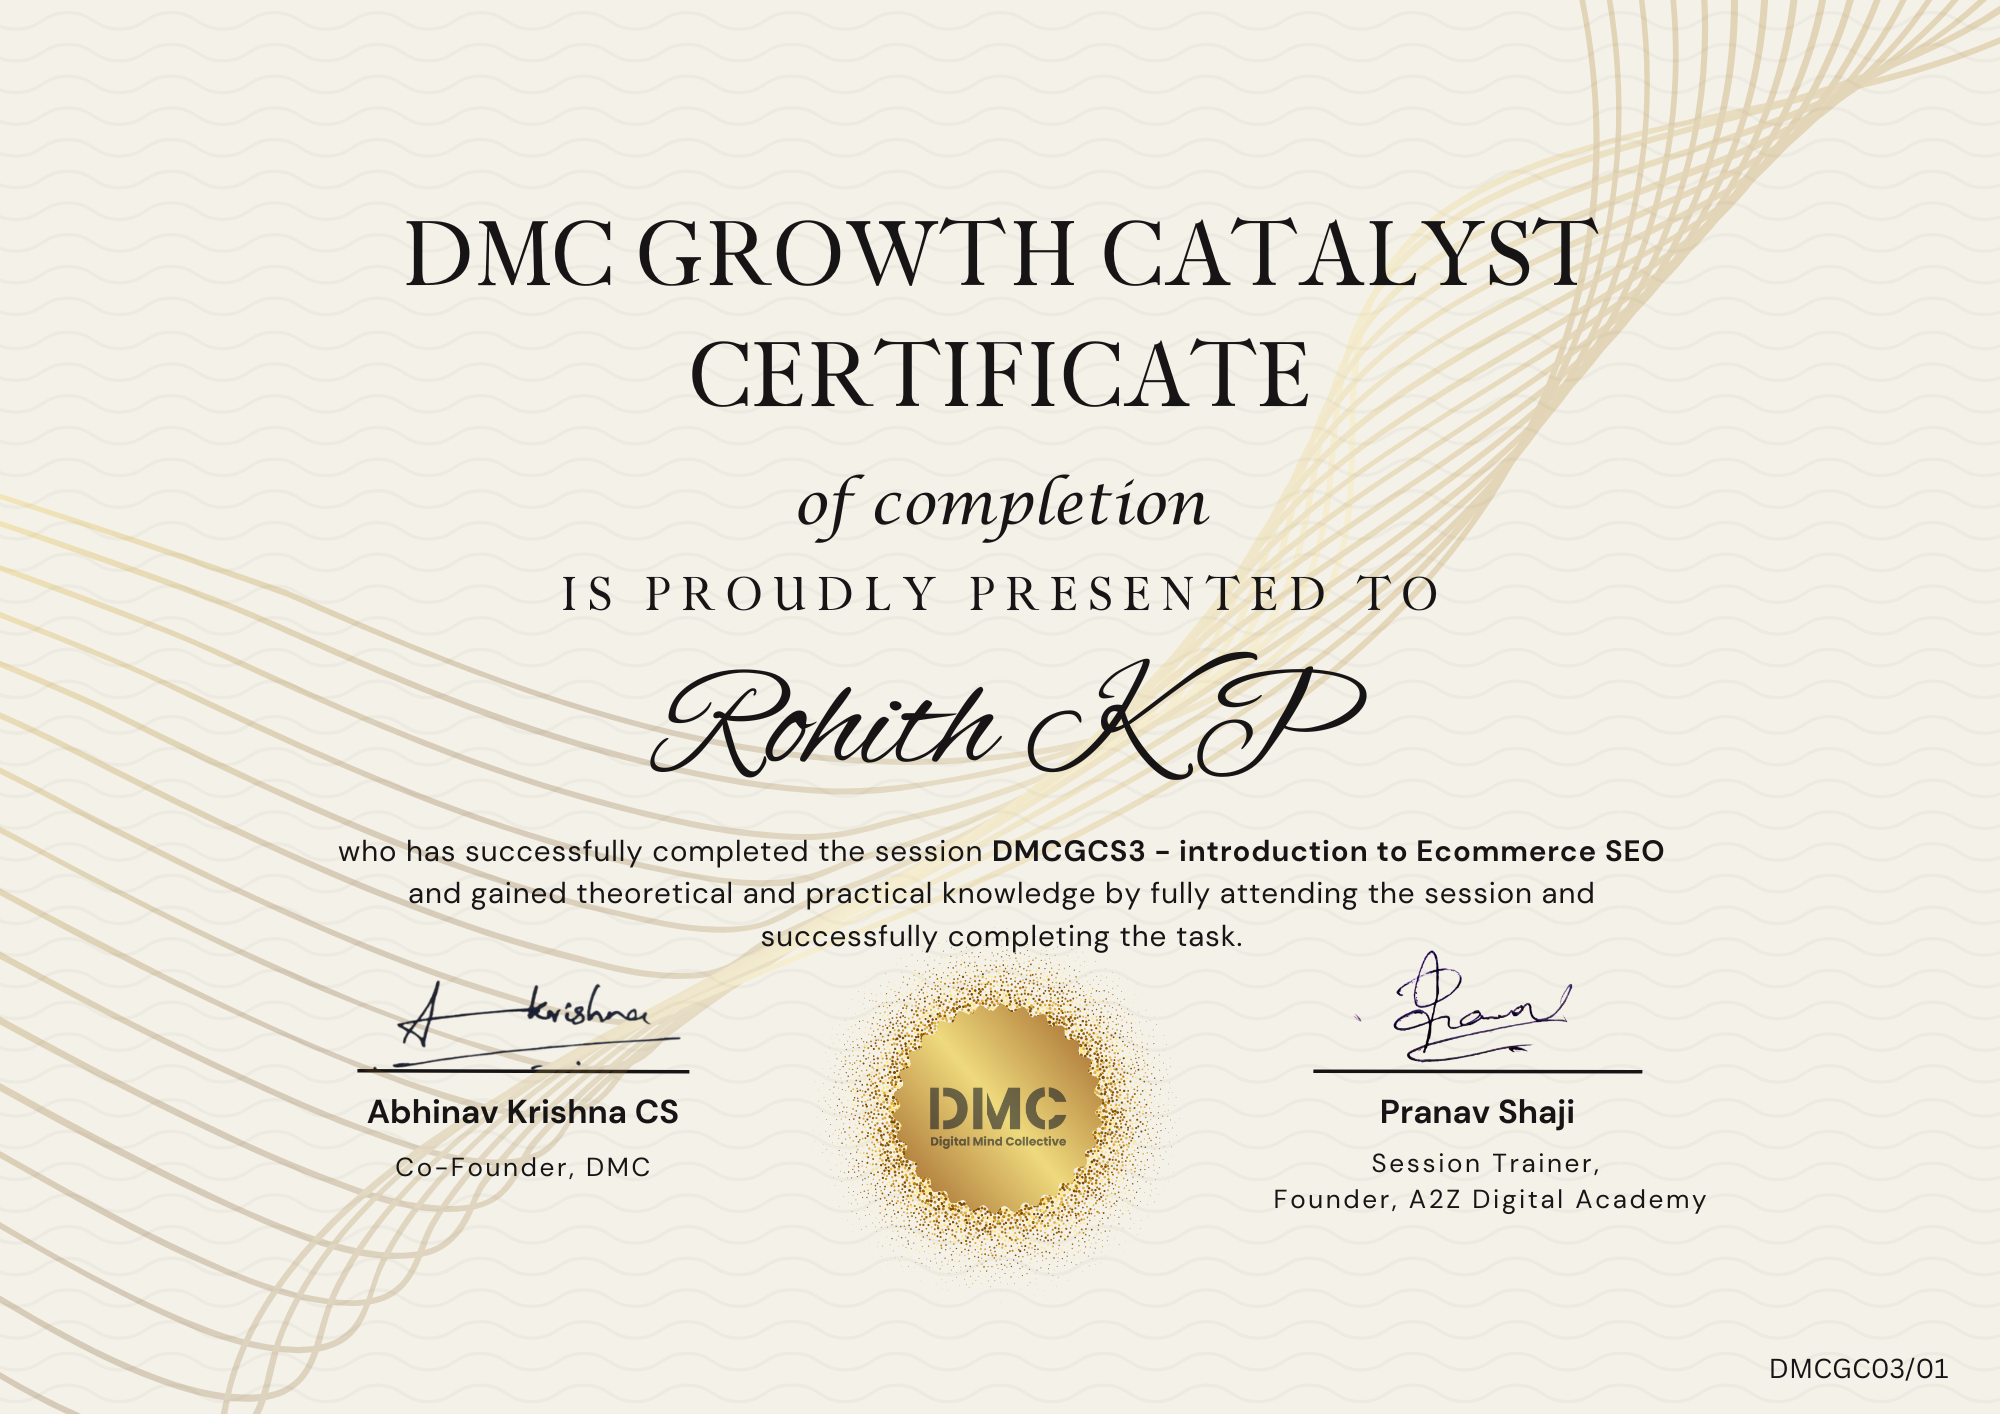 DMC GROWTH CATALYST
CERTIFICATE
of completion
IS PROUDLY PRESENTED TO
Rohith KP
who has successfully completed the session DMCGCS3 - introduction to Ecommerce SEO
and gained theoretical and practical knowledge by fully attending the session and
successfully completing the task.
A krishna
Pranav
Abhinav Krishna CS
Co-Founder, DMC
DMC
Digital Mind Collective
Pranav Shaji
Session Trainer,
Founder, A2Z Digital Academy
DMCGC03/01